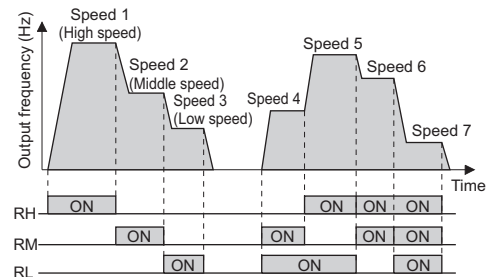 Output frequency (Hz)
Speed 1
(High speed)
Speed 2
(Middle speed)
Speed 3
(Low speed)
Speed 4
Speed 5
Speed 6
Speed 7
Time
RH ON ON ON ON
RM ON ON ON ON
RL ON ON ON